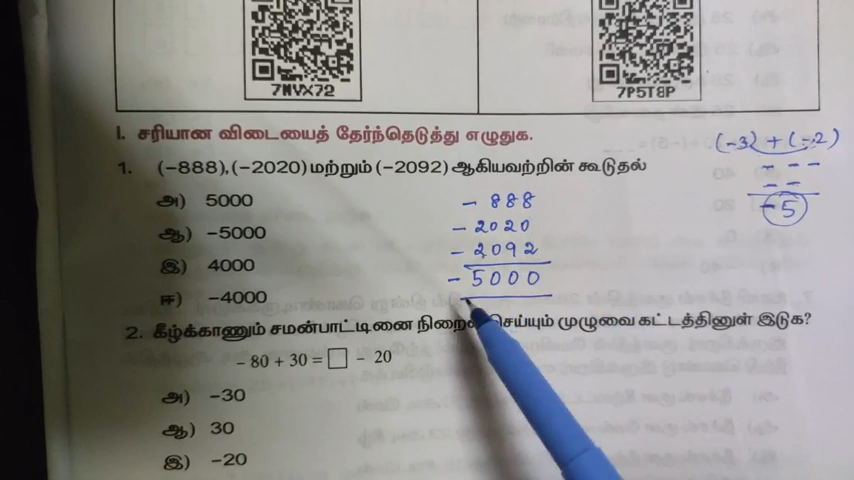 7NVX72
7P5T8P
I. சரியான விடையைத் தேர்ந்தெடுத்து எழுதுக.
(-3) + (-2)
- - -
- -
-5
1. (-888), (-2020) மற்றும் (-2092) ஆகியவற்றின் கூடுதல்
அ) 5000
ஆ) -5000
இ) 4000
ஈ) -4000
- 888
- 2020
- 2092
- 5000
2. கீழ்க்காணும் சமன்பாட்டினை நிறைவு செய்யும் முழுவை கட்டத்தினுள் இடுக?
- 80 + 30 = □ - 20
அ) -30
ஆ) 30
இ) -20